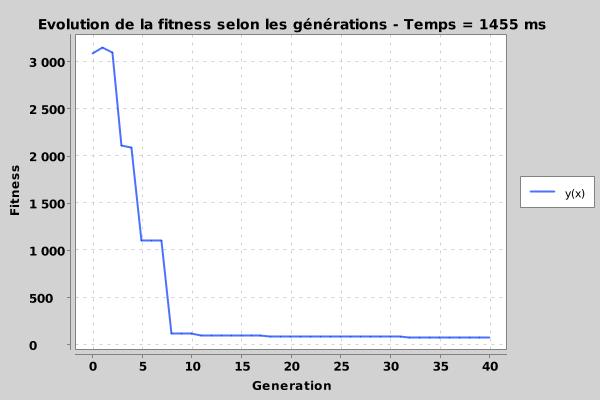 Evolution de la fitness selon les générations - Temps = 1455 ms
3 000
2 500
2 000
1 500
1 000
500
0
Fitness
0 5 10 15 20 25 30 35 40
Generation
y(x)